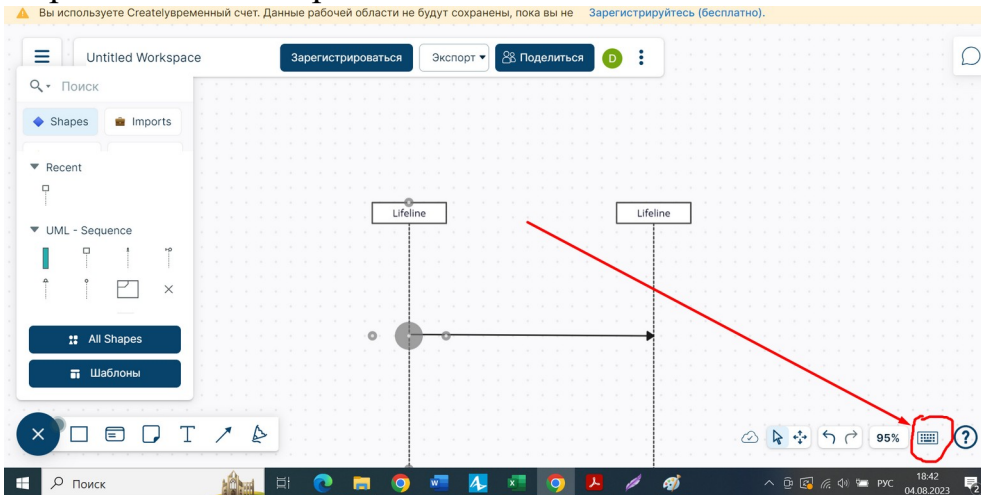 Вы используете Createlyвременный счет. Данные рабочей области не будут сохранены, пока вы не Зарегистрируйтесь (бесплатно).
Untitled Workspace
Зарегистрироваться
Экспорт
Поделиться
D
Поиск
Shapes
Imports
Recent
UML - Sequence
All Shapes
Шаблоны
Lifeline
Lifeline
T
95%
?
Поиск
РУС
18:42
04.08.2023
2